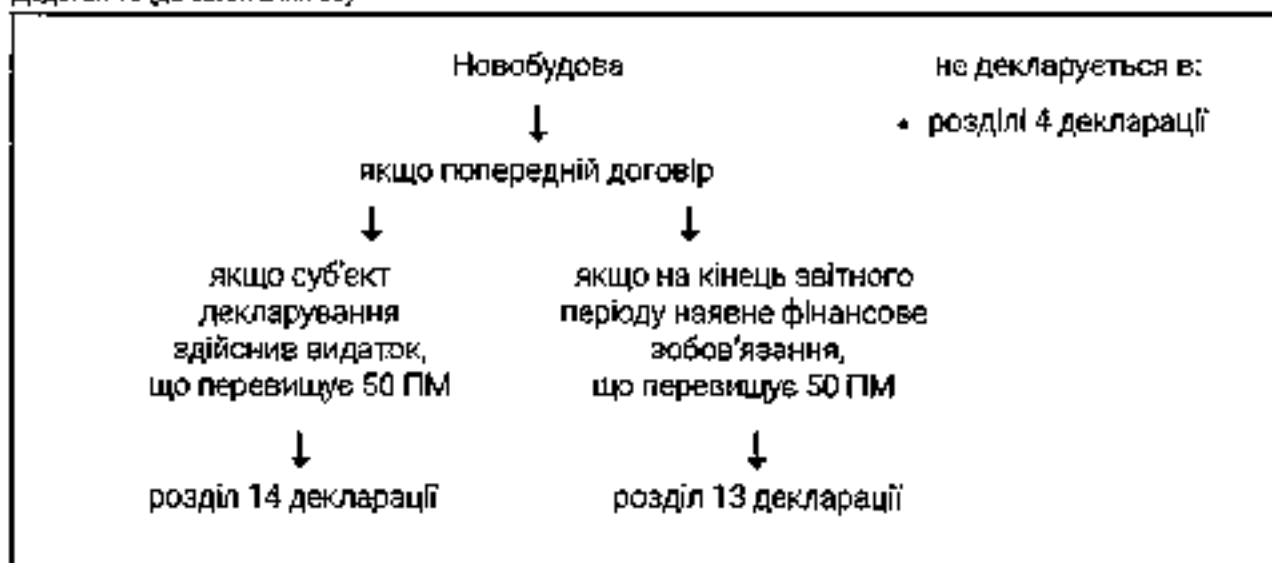 Новобудова
не декларується в:
• розділі 4 декларації
якщо попередній договір
якщо суб'єкт
декларування
здійснив видаток,
що перевищує 50 ПМ
якщо на кінець звітного
періоду наявне фінансове
зобов'язання,
що перевищує 50 ПМ
розділ 14 декларації
розділ 13 декларації